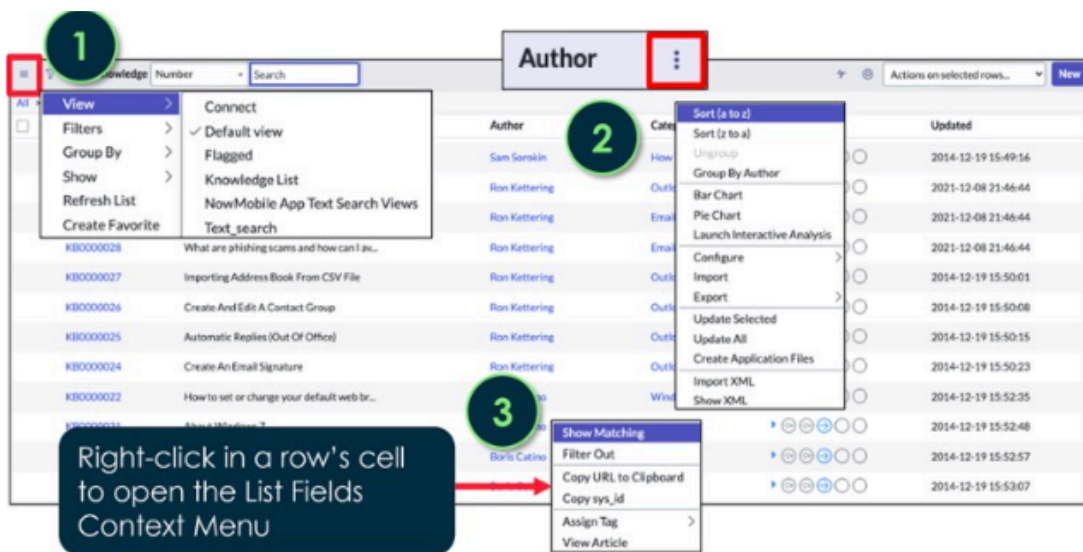 1
Author
Knowledge Number Search Actions on selected rows... New
All
View
Filters
Group By
Show
Refresh List
Create Favorite
Connect
Default view
Flagged
Knowledge List
NowMobile App Text Search Views
Text_search
2
Sort (a to z)
Sort (z to a)
Ungroup
Group By Author
Bar Chart
Pie Chart
Launch Interactive Analysis
Configure
Import
Export
Update Selected
Update All
Create Application Files
Import XML
Show XML
Author Updated
Sam Sorokin How 2014-12-19 15:49:16
Ron Kettering 2021-12-08 21:46:44
Ron Kettering Email 2021-12-08 21:46:44
KB0000028 What are phishing scams and how can I av... Ron Kettering Email 2021-12-08 21:46:44
KB0000027 Importing Address Book From CSV File Ron Kettering 2014-12-19 15:50:01
KB0000026 Create And Edit A Contact Group Ron Kettering 2014-12-19 15:50:08
KB0000025 Automatic Replies (Out Of Office) Ron Kettering 2014-12-19 15:50:15
KB0000024 Create An Email Signature Ron Kettering 2014-12-19 15:50:23
KB0000022 How to set or change your default web br... 2014-12-19 15:52:35
2014-12-19 15:52:48
Boris Catino 2014-12-19 15:52:57
2014-12-19 15:53:07
3
Show Matching
Filter Out
Copy URL to Clipboard
Copy sys_id
Assign Tag
View Article
Right-click in a row's cell
to open the List Fields
Context Menu